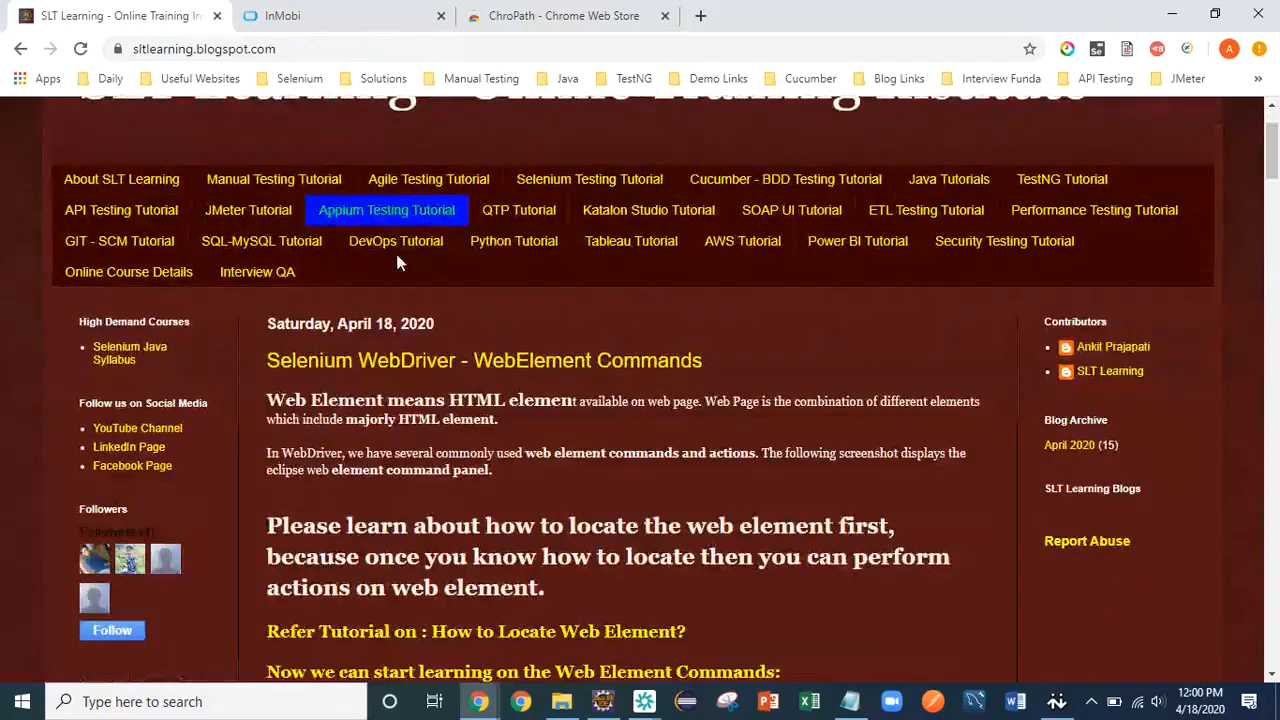 SLT Learning - Online Training In
InMobi
ChroPath - Chrome Web Store
sltlearning.blogspot.com
A
Apps
Daily
Useful Websites
Selenium
Solutions
Manual Testing
Java
TestNG
Demo Links
Cucumber
Blog Links
Interview Funda
API Testing
JMeter
»
SLT Learning - Online Training Institute
About SLT Learning
Manual Testing Tutorial
Agile Testing Tutorial
Selenium Testing Tutorial
Cucumber - BDD Testing Tutorial
Java Tutorials
TestNG Tutorial
API Testing Tutorial
JMeter Tutorial
Appium Testing Tutorial
QTP Tutorial
Katalon Studio Tutorial
SOAP UI Tutorial
ETL Testing Tutorial
Performance Testing Tutorial
GIT - SCM Tutorial
SQL-MySQL Tutorial
DevOps Tutorial
Python Tutorial
Tableau Tutorial
AWS Tutorial
Power BI Tutorial
Security Testing Tutorial
Online Course Details
Interview QA
High Demand Courses
Selenium Java
Syllabus
Follow us on Social Media
YouTube Channel
LinkedIn Page
Facebook Page
Followers
Follow
Saturday, April 18, 2020
Selenium WebDriver - WebElement Commands
Web Element means HTML element available on web page. Web Page is the combination of different elements
which include majorly HTML element.
In WebDriver, we have several commonly used web element commands and actions. The following screenshot displays the
eclipse web element command panel.
Please learn about how to locate the web element first,
because once you know how to locate then you can perform
actions on web element.
Refer Tutorial on : How to Locate Web Element?
Now we can start learning on the Web Element Commands:
Contributors
Ankit Prajapati
SLT Learning
Blog Archive
April 2020 (15)
SLT Learning Blogs
Report Abuse
Type here to search
12:00 PM
4/18/2020